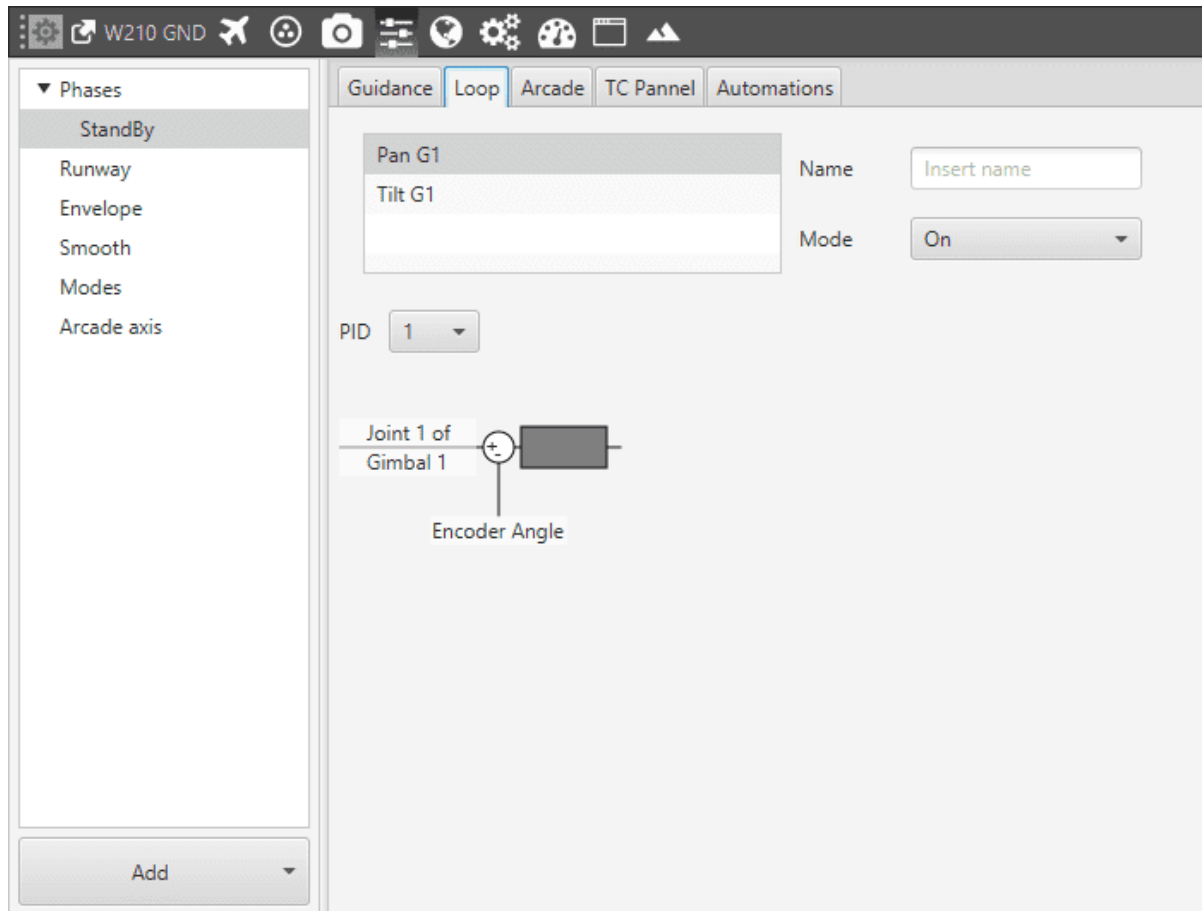 W210 GND
Phases
StandBy
Runway
Envelope
Smooth
Modes
Arcade axis
Add
Guidance Loop Arcade TC Pannel Automations
Pan G1
Tilt G1
Name Insert name
Mode On
PID 1
Joint 1 of
Gimbal 1
+
-
Encoder Angle